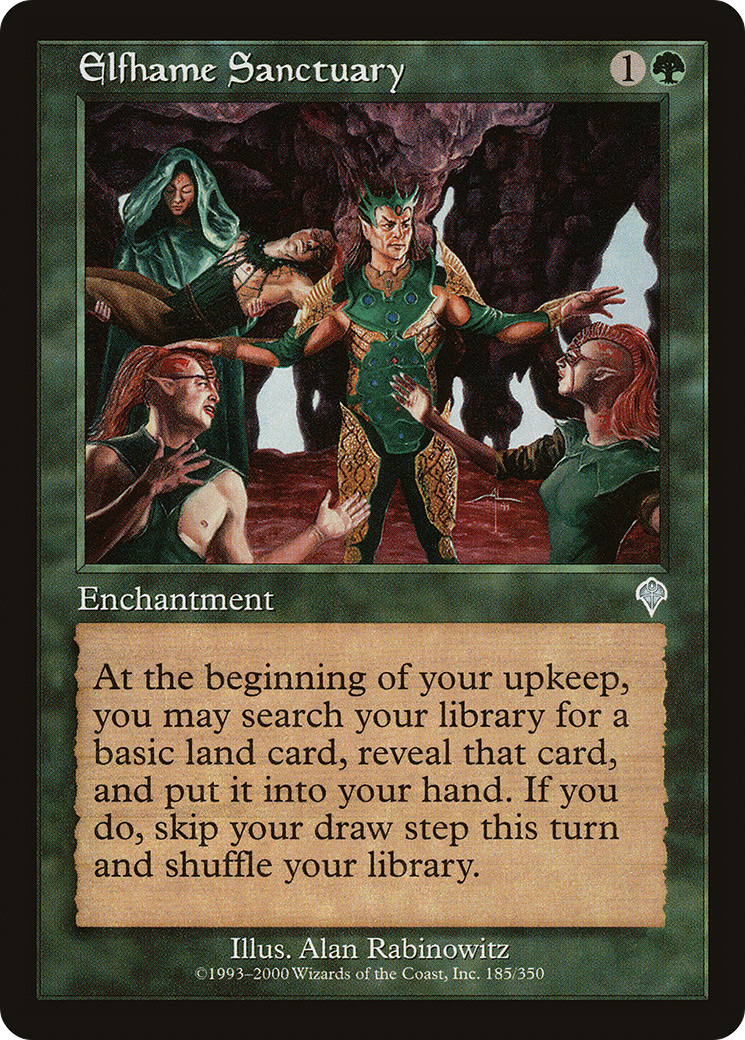 Elfhame Sanctuary 1
Enchantment
At the beginning of your upkeep,
you may search your library for a
basic land card, reveal that card,
and put it into your hand. If you
do, skip your draw step this turn
and shuffle your library.
Illus. Alan Rabinowitz
©1993–2000 Wizards of the Coast, Inc. 185/350